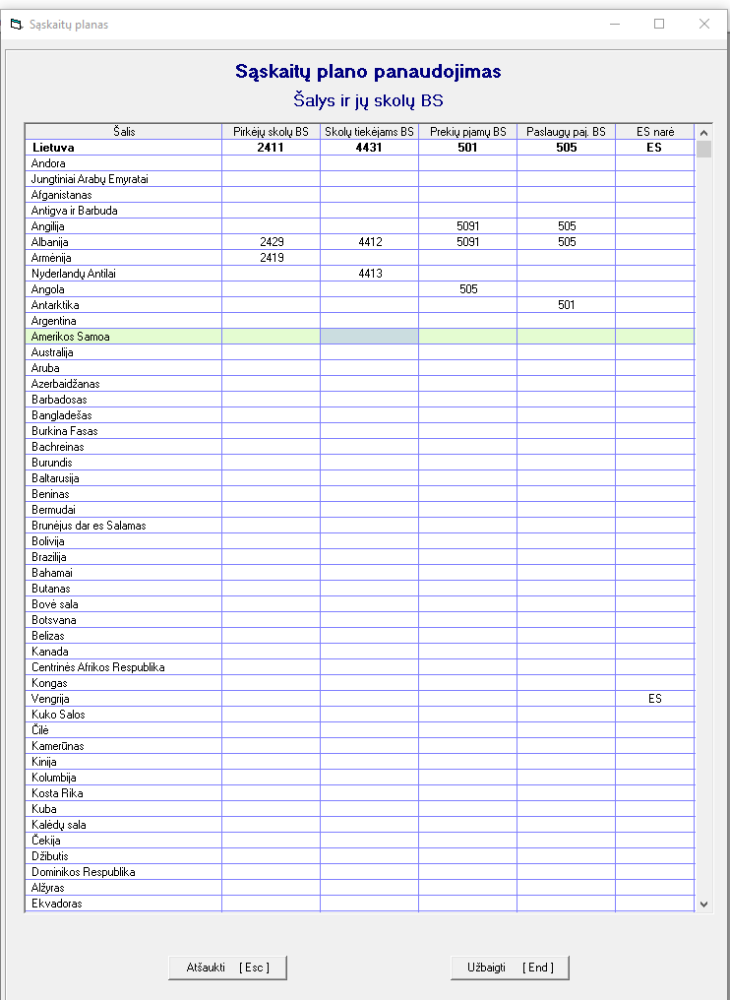 Sąskaitų planas
Sąskaitų plano panaudojimas
Šalys ir jų skolų BS
Šalis Pirkėjų skolų BS Skolų tiekėjams BS Prekių pjamų BS Paslaugų paj. BS ES narė
Lietuva 2411 4431 501 505 ES
Andora
Jungtiniai Arabų Emyratai
Afganistanas
Antigva ir Barbuda
Angilija 5091 505
Albanija 2429 4412 5091 505
Armėnija 2419
Nyderlandų Antilai 4413
Angola 505
Antarktika 501
Argentina
Amerikos Samoa
Australija
Aruba
Azerbaidžanas
Barbadosas
Bangladešas
Burkina Fasas
Bachreinas
Burundis
Baltarusija
Beninas
Bermudai
Brunėjus dar es Salamas
Bolivija
Brazilija
Bahamai
Butanas
Bovė sala
Botsvana
Belizas
Kanada
Centrinės Afrikos Respublika
Kongas
Vengrija ES
Kuko Salos
Čilė
Kamerūnas
Kinija
Kolumbija
Kosta Rika
Kuba
Kalėdų sala
Čekija
Džibutis
Dominikos Respublika
Alžyras
Ekvadoras
Atšaukti [ Esc ] Užbaigti [ End ]